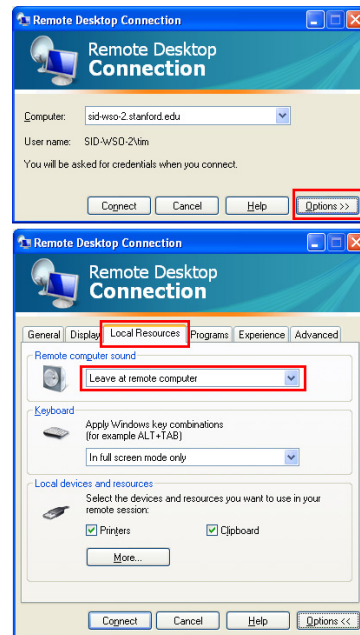 Remote Desktop Connection
Remote Desktop
Connection
Computer: sid-wso-2.stanford.edu
User name: SID-WSO-2\tim
You will be asked for credentials when you connect.
Connect Cancel Help Options >>
Remote Desktop Connection
Remote Desktop
Connection
General Display Local Resources Programs Experience Advanced
Remote computer sound
Leave at remote computer
Keyboard
Apply Windows key combinations
(for example ALT+TAB)
In full screen mode only
Local devices and resources
Select the devices and resources you want to use in your
remote session:
Printers Clipboard
More...
Connect Cancel Help Options <<